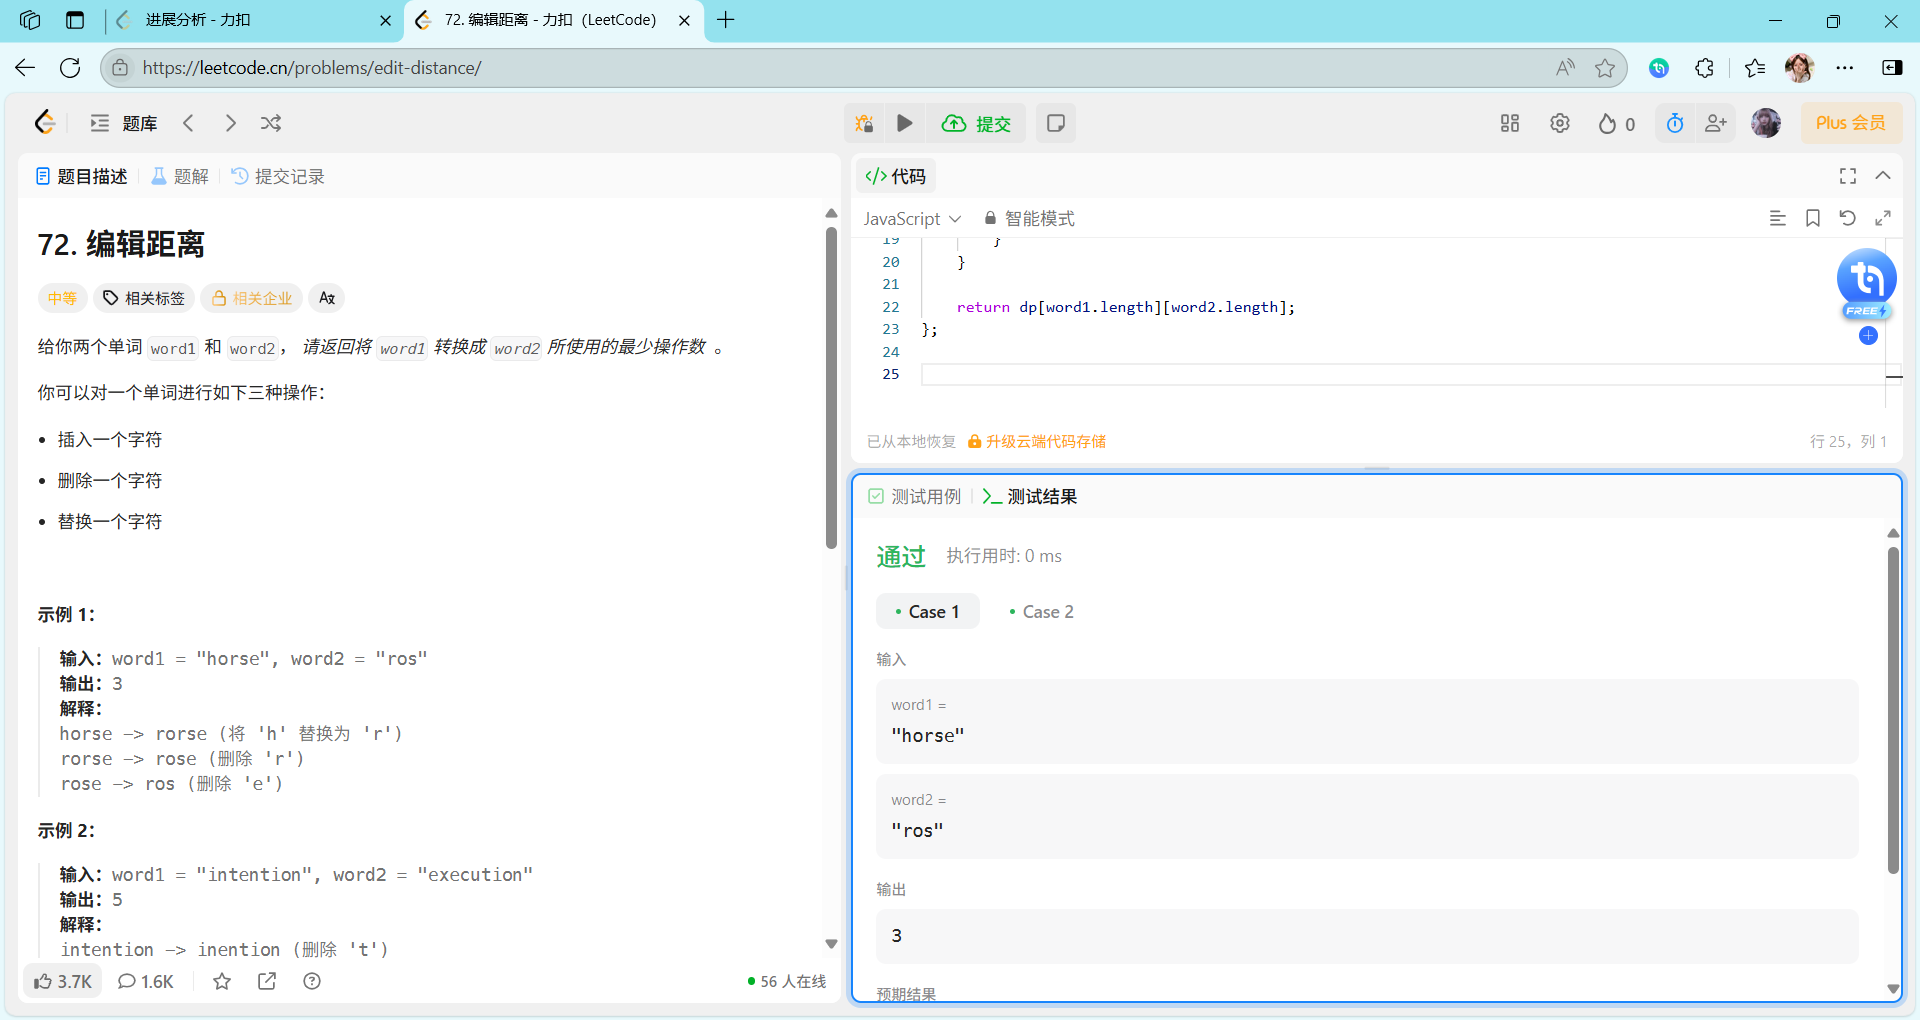 进展分析 - 力扣
72. 编辑距离 - 力扣（LeetCode）
https://leetcode.cn/problems/edit-distance/
题库
提交
0
Plus 会员
题目描述
题解
提交记录
72. 编辑距离
中等
相关标签
相关企业
给你两个单词 word1 和 word2， 请返回将 word1 转换成 word2 所使用的最少操作数 。
你可以对一个单词进行如下三种操作：
• 插入一个字符
• 删除一个字符
• 替换一个字符
示例 1：
输入：word1 = "horse", word2 = "ros"
输出：3
解释：
horse -> rorse (将 'h' 替换为 'r')
rorse -> rose (删除 'r')
rose -> ros (删除 'e')
示例 2：
输入：word1 = "intention", word2 = "execution"
输出：5
解释：
intention -> inention (删除 't')
3.7K
1.6K
56 人在线
</> 代码
JavaScript
智能模式
19 }
20 }
21
22 return dp[word1.length][word2.length];
23 };
24
25
FREE
已从本地恢复
升级云端代码存储
行 25，列 1
测试用例
测试结果
通过
执行用时: 0 ms
• Case 1
• Case 2
输入
word1 =
"horse"
word2 =
"ros"
输出
3
预期结果